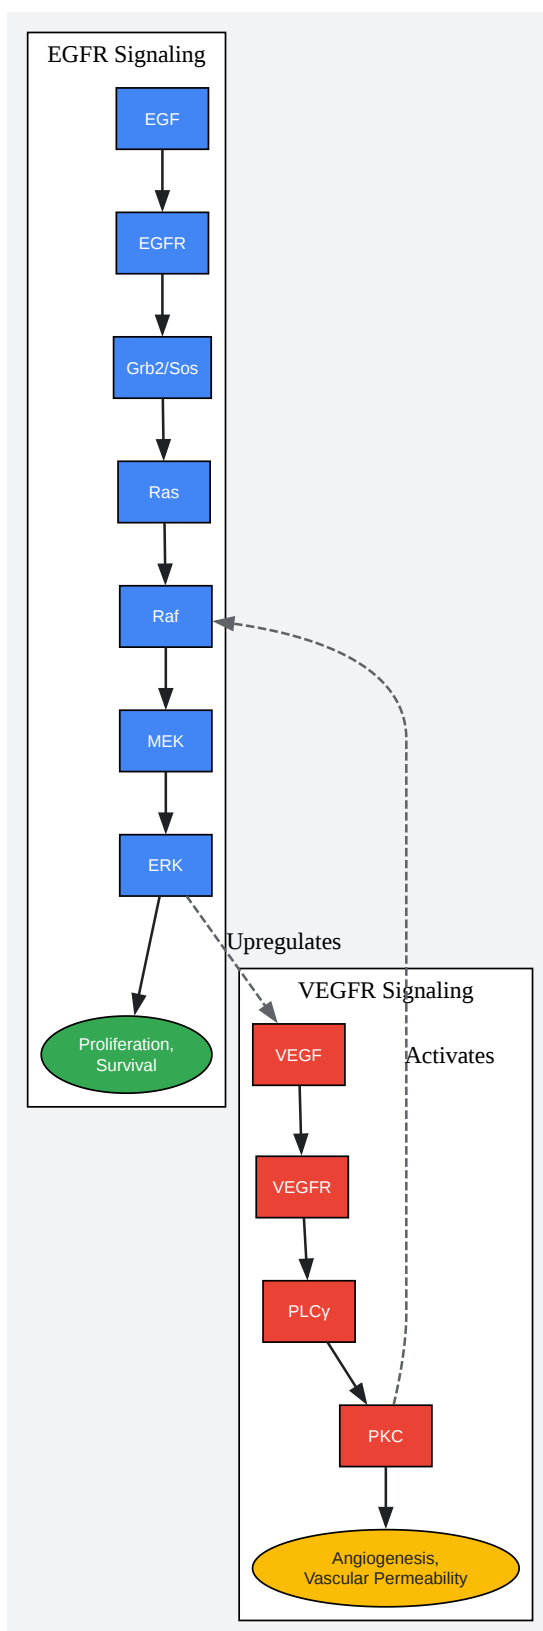 EGFR Signaling
EGF
EGFR
Grb2/Sos
Ras
Raf
MEK
ERK
Upregulates
Proliferation,
Survival
VEGFR Signaling
VEGF
Activates
VEGFR
PLCγ
PKC
Angiogenesis,
Vascular Permeability